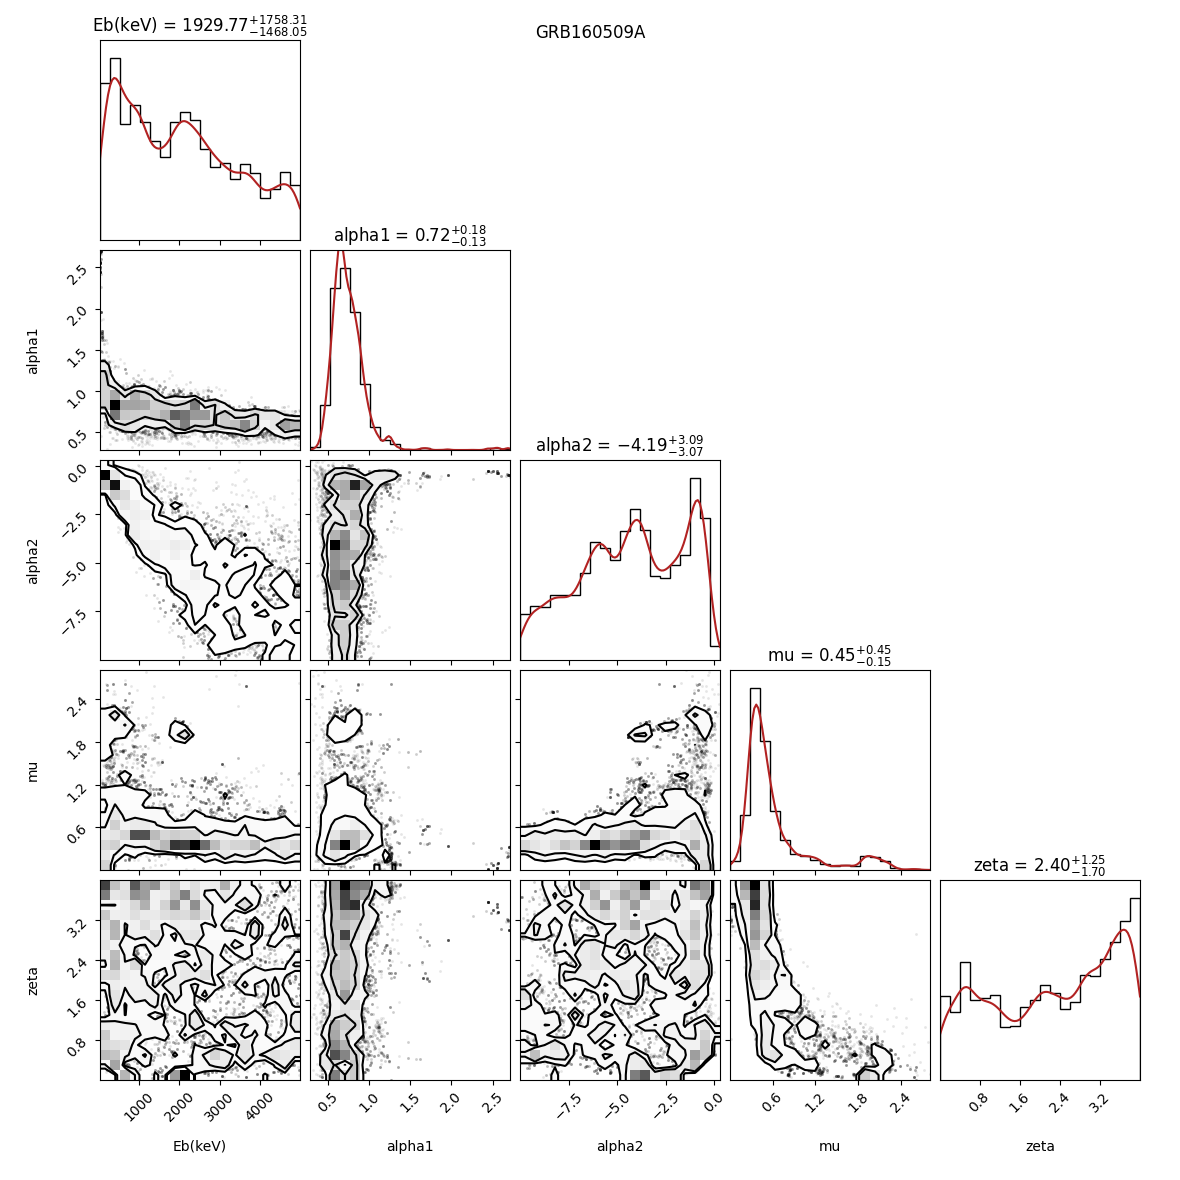 GRB160509A
Eb(keV) = 1929.77+1758.31−1468.05
alpha1 = 0.72+0.18−0.13
2.5
2.0
1.5
1.0
0.5
alpha1
alpha2 = −4.19+3.09−3.07
0.0
−2.5
−5.0
−7.5
alpha2
mu = 0.45+0.45−0.15
2.4
1.8
1.2
0.6
mu
zeta = 2.40+1.25−1.70
3.2
2.4
1.6
0.8
zeta
1000 2000 3000 4000
0.5 1.0 1.5 2.0 2.5
−7.5 −5.0 −2.5 0.0
0.6 1.2 1.8 2.4
0.8 1.6 2.4 3.2
Eb(keV) alpha1 alpha2 mu zeta